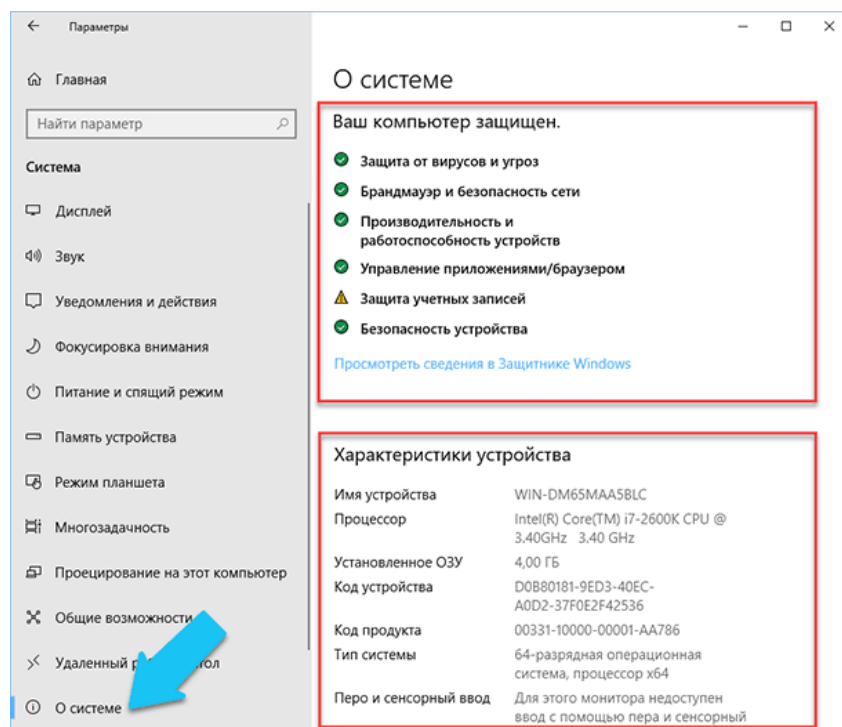 Параметры
Главная
Найти параметр
Система
Дисплей
Звук
Уведомления и действия
Фокусировка внимания
Питание и спящий режим
Память устройства
Режим планшета
Многозадачность
Проецирование на этот компьютер
Общие возможности
Удаленный
О системе
О системе
Ваш компьютер защищен.
Защита от вирусов и угроз
Брандмауэр и безопасность сети
Производительность и
работоспособность устройств
Управление приложениями/браузером
Защита учетных записей
Безопасность устройства
Просмотреть сведения в Защитнике Windows
Характеристики устройства
Имя устройства WIN-DM65MAA5BLC
Процессор Intel(R) Core(TM) i7-2600K CPU @
3.40GHz 3.40 GHz
Установленное ОЗУ 4,00 ГБ
Код устройства D0B80181-9ED3-40EC-
A0D2-37F0E2F42536
Код продукта 00331-10000-00001-AA786
Тип системы 64-разрядная операционная
система, процессор x64
Перо и сенсорный ввод Для этого монитора недоступен
ввод с помощью пера и сенсорный